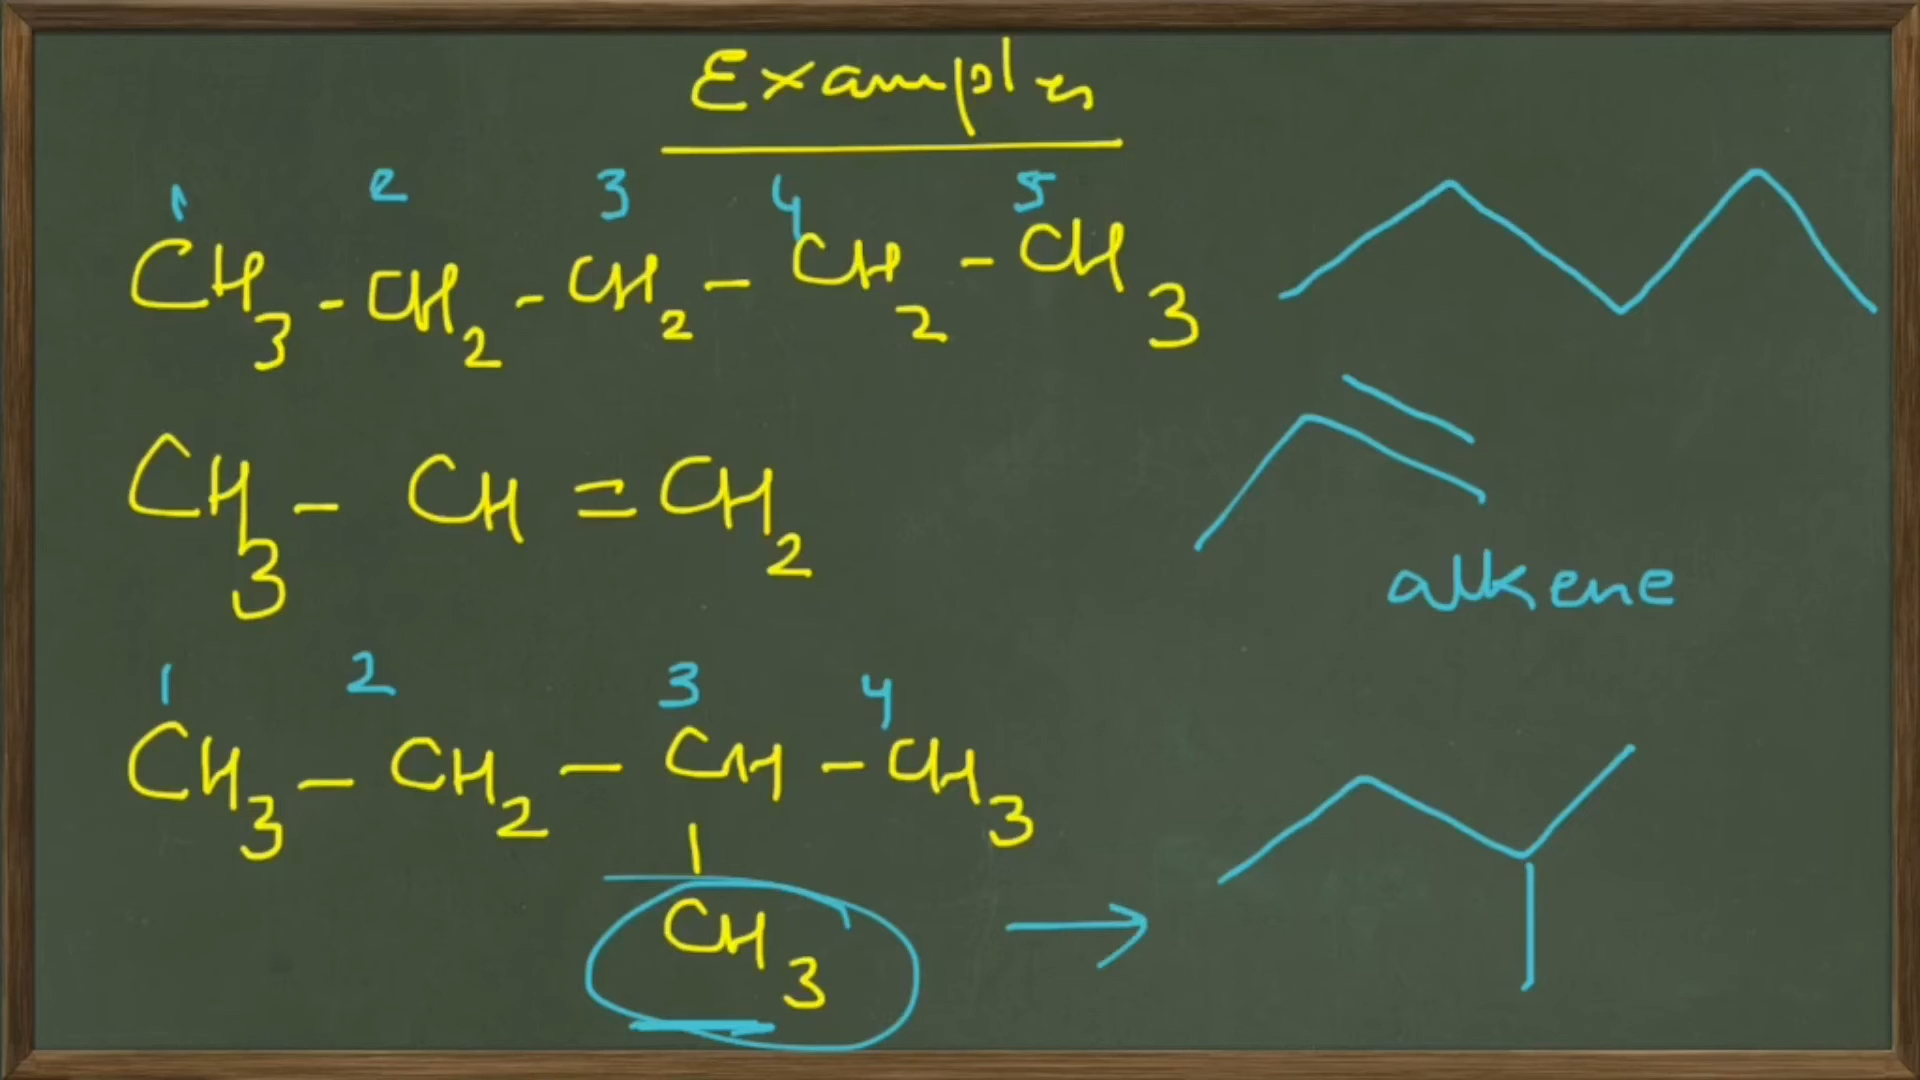 Examples
1 2 3 4 5
CH3 - CH2 - CH2 - CH2 - CH3
CH3 - CH = CH2
alkene
1 2 3 4
CH3 - CH2 - CH - CH3
|
CH3 →